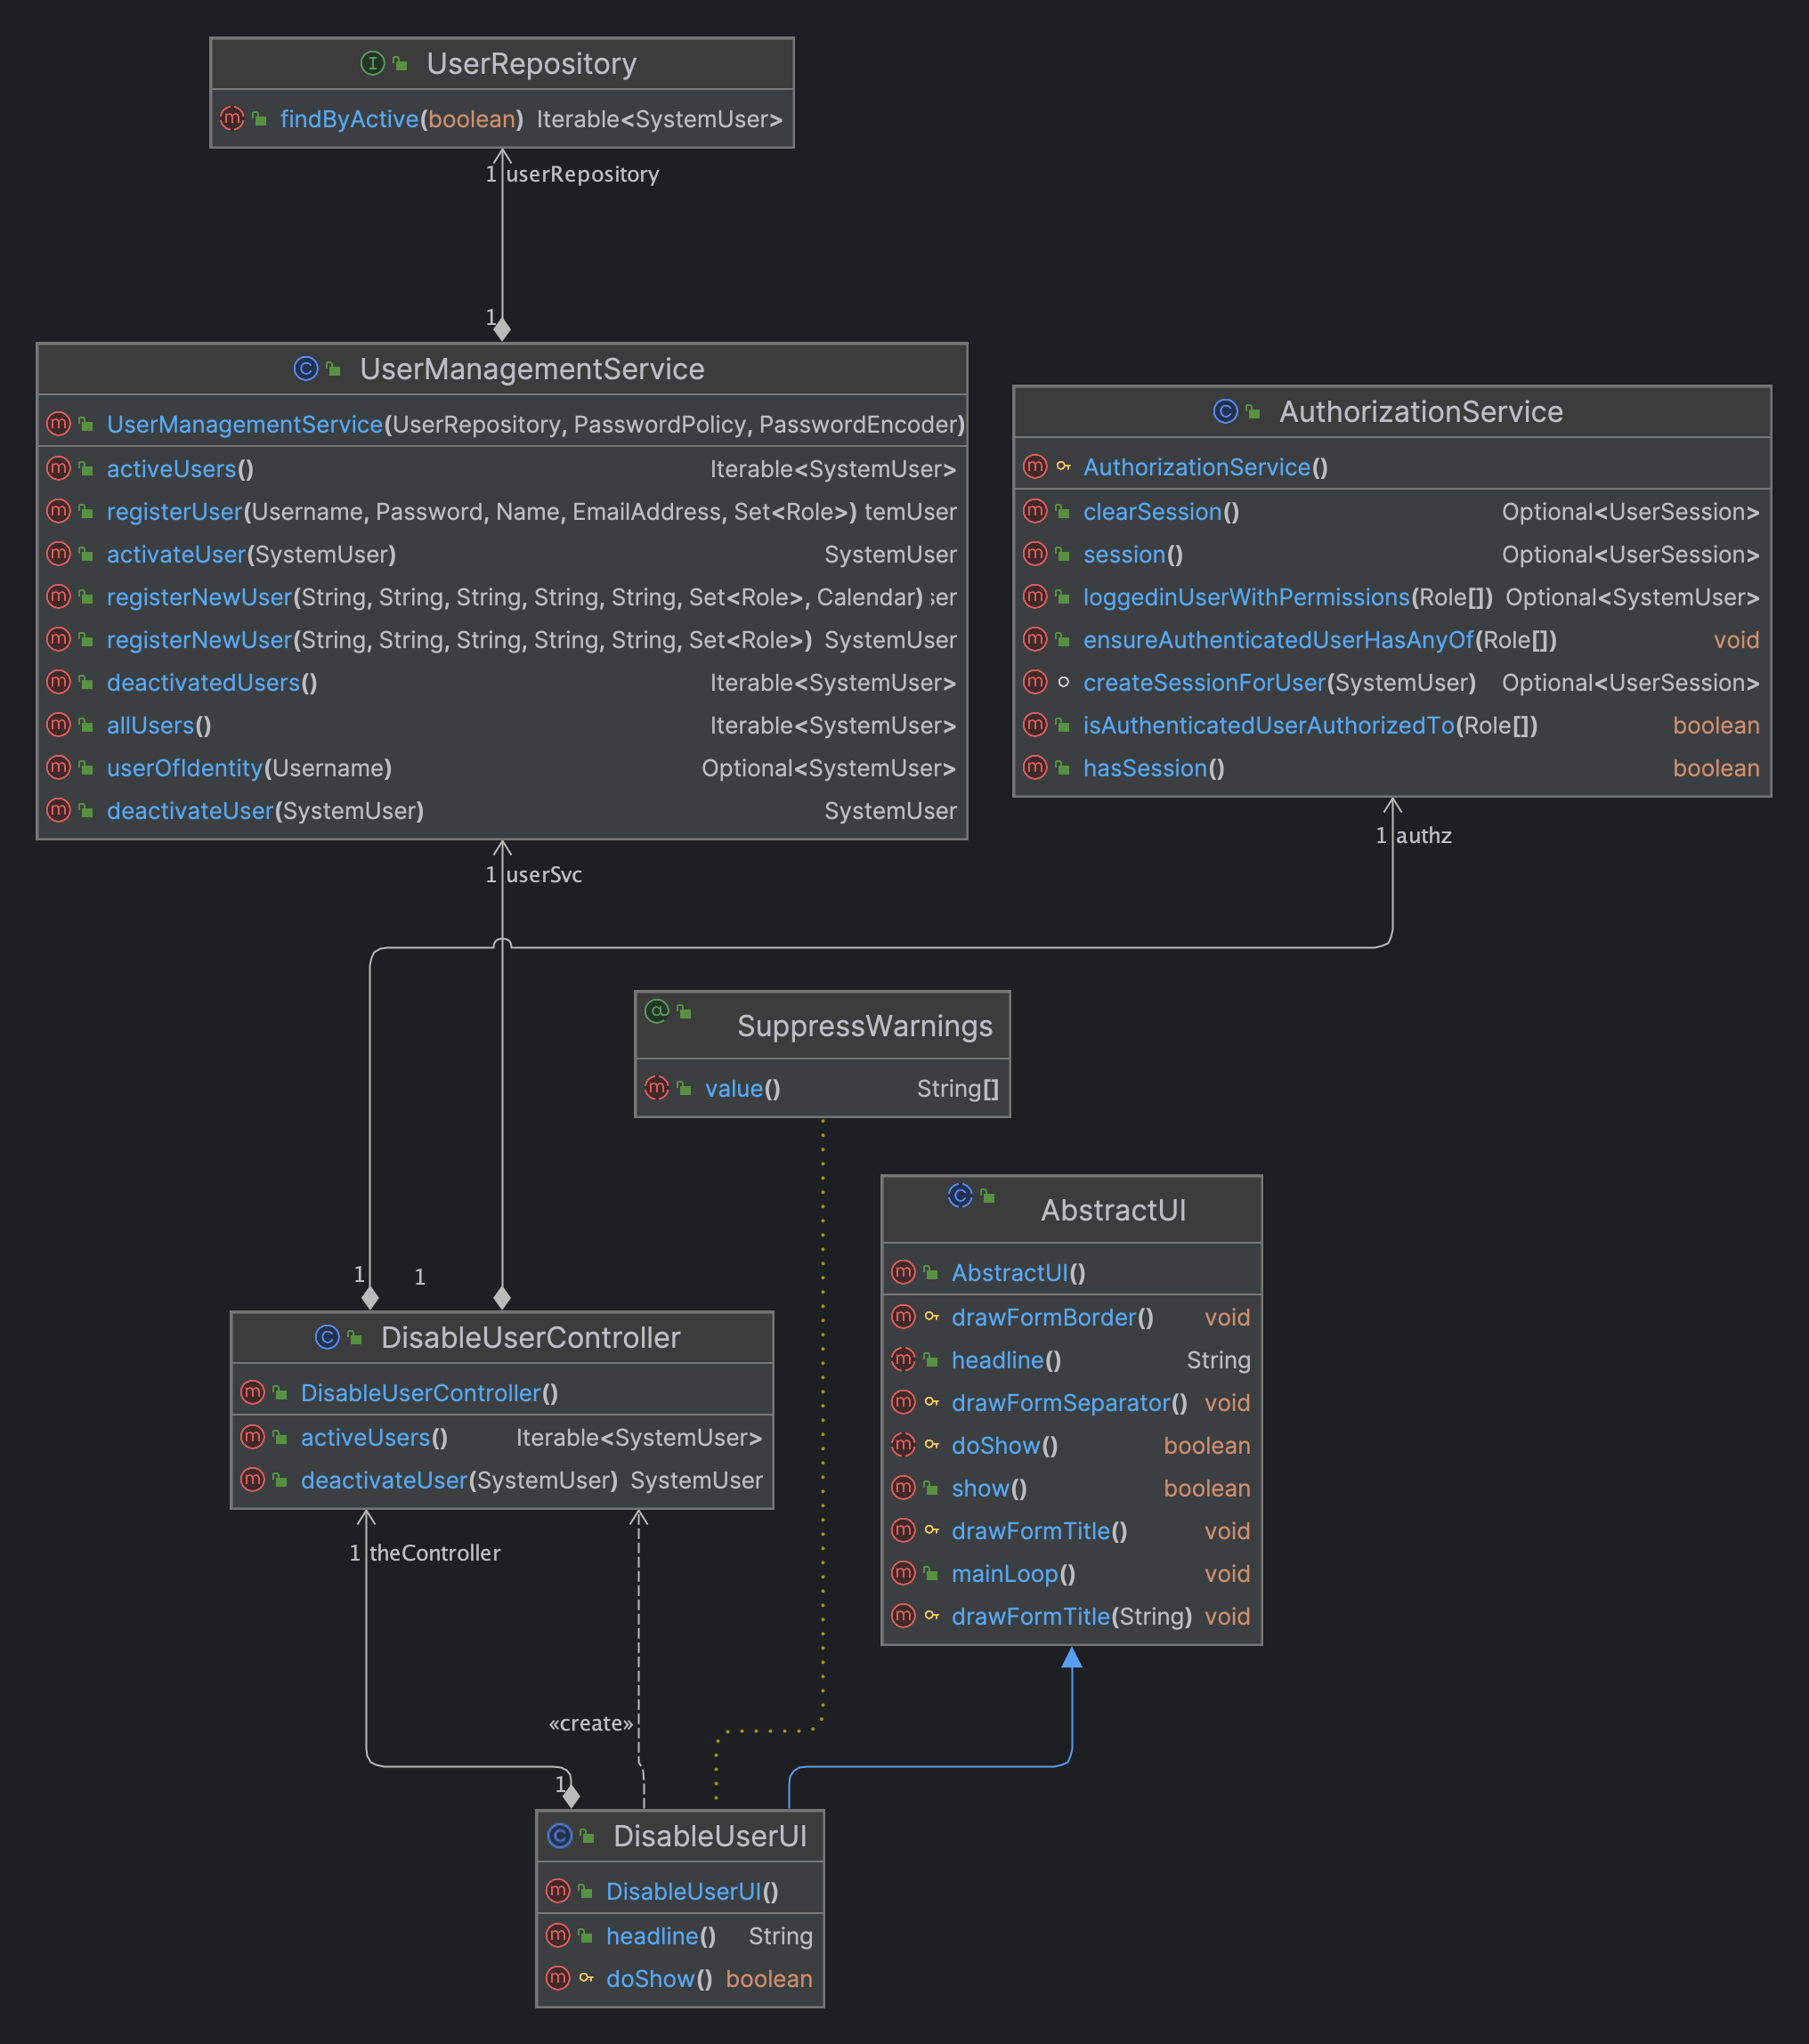 UserRepository
findByActive(boolean) Iterable<SystemUser>
1 userRepository
1
UserManagementService
UserManagementService(UserRepository, PasswordPolicy, PasswordEncoder)
activeUsers() Iterable<SystemUser>
registerUser(Username, Password, Name, EmailAddress, Set<Role>) temUser
activateUser(SystemUser) SystemUser
registerNewUser(String, String, String, String, String, Set<Role>, Calendar) ser
registerNewUser(String, String, String, String, String, Set<Role>) SystemUser
deactivatedUsers() Iterable<SystemUser>
allUsers() Iterable<SystemUser>
userOfIdentity(Username) Optional<SystemUser>
deactivateUser(SystemUser) SystemUser
AuthorizationService
AuthorizationService()
clearSession() Optional<UserSession>
session() Optional<UserSession>
loggedinUserWithPermissions(Role[]) Optional<SystemUser>
ensureAuthenticatedUserHasAnyOf(Role[]) void
createSessionForUser(SystemUser) Optional<UserSession>
isAuthenticatedUserAuthorizedTo(Role[]) boolean
hasSession() boolean
1 authz
1 userSvc
SuppressWarnings
value() String[]
1 1
DisableUserController
DisableUserController()
activeUsers() Iterable<SystemUser>
deactivateUser(SystemUser) SystemUser
AbstractUI
AbstractUI()
drawFormBorder() void
headline() String
drawFormSeparator() void
doShow() boolean
show() boolean
drawFormTitle() void
mainLoop() void
drawFormTitle(String) void
1 theController
«create»
1
DisableUserUI
DisableUserUI()
headline() String
doShow() boolean